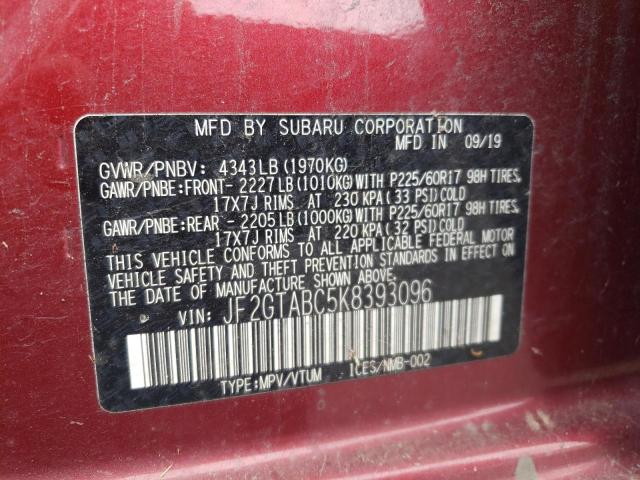 MFD BY SUBARU CORPORATION
MFD IN 09/19
GVWR/PNBV: 4343LB(1970KG)
GAWR/PNBE:FRONT- 2227LB(1010KG)WITH P225/60R17 98H TIRES,
17X7J RIMS AT 230 KPA (33 PSI)COLD
GAWR/PNBE:REAR - 2205LB(1000KG)WITH P225/60R17 98H TIRES,
17X7J RIMS AT 220 KPA (32 PSI)COLD
THIS VEHICLE CONFORMS TO ALL APPLICABLE FEDERAL MOTOR
VEHICLE SAFETY AND THEFT PREVENTION STANDARDS IN EFFECT ON
THE DATE OF MANUFACTURE SHOWN ABOVE.
VIN: JF2GTABC5K8393096
TYPE:MPV/VTUM ICES/NMB-002